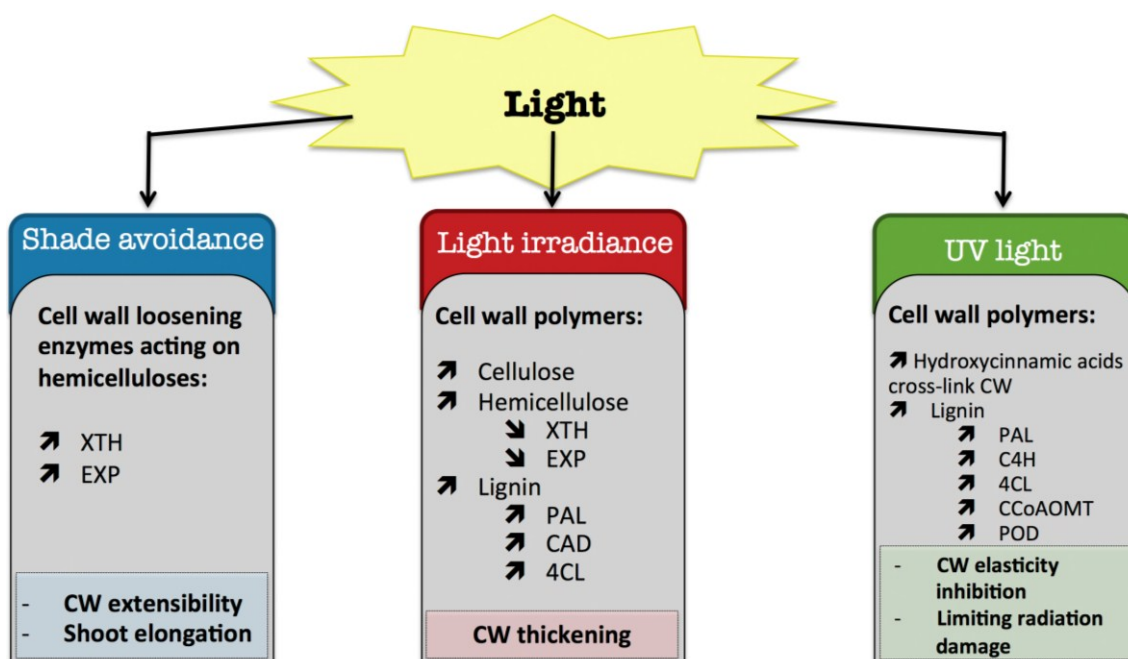 Light
Shade avoidance
Cell wall loosening
enzymes acting on
hemicelluloses:
↗ XTH
↗ EXP
- CW extensibility
- Shoot elongation
Light irradiance
Cell wall polymers:
↗ Cellulose
↗ Hemicellulose
↘ XTH
↘ EXP
↗ Lignin
↗ PAL
↗ CAD
↗ 4CL
CW thickening
UV light
Cell wall polymers:
↗ Hydroxycinnamic acids
cross-link CW
↗ Lignin
↗ PAL
↗ C4H
↗ 4CL
↗ CCoAOMT
↗ POD
- CW elasticity
inhibition
- Limiting radiation
damage